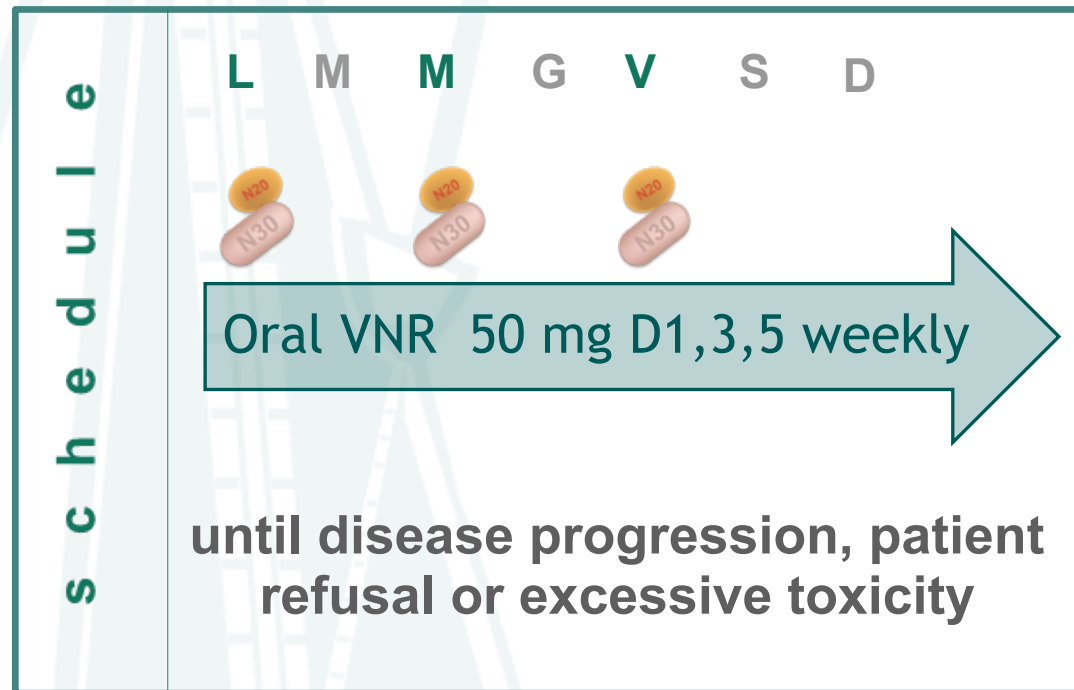 schedule
L M M G V S D
N20 N20 N20
N30 N30 N30
Oral VNR 50 mg D1,3,5 weekly
until disease progression, patient
refusal or excessive toxicity